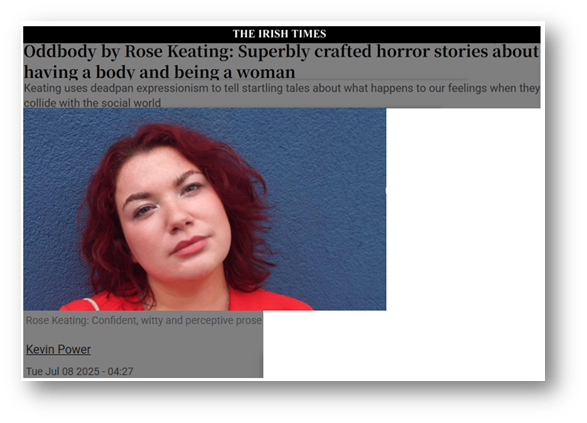 THE IRISH TIMES
Oddbody by Rose Keating: Superbly crafted horror stories about
having a body and being a woman
Keating uses deadpan expressionism to tell startling tales about what happens to our feelings when they
collide with the social world
Rose Keating: Confident, witty and perceptive prose
Kevin Power
Tue Jul 08 2025 - 04:27